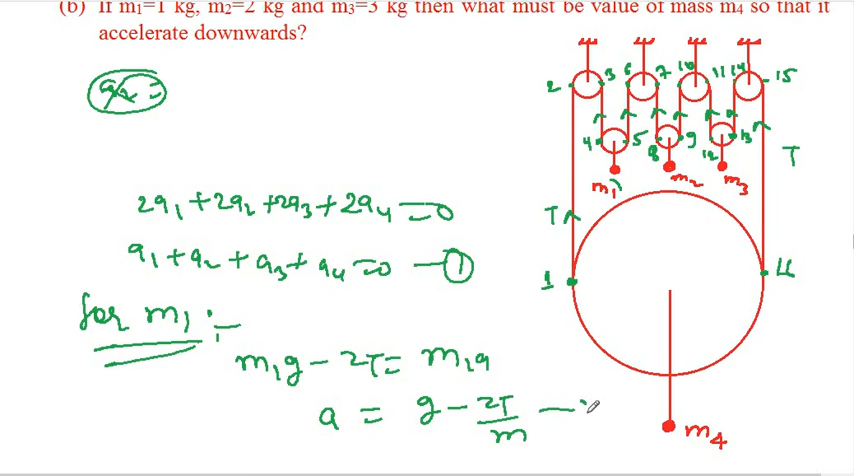 (b) If m1=1 kg, m2=2 kg and m3=3 kg then what must be value of mass m4 so that it
accelerate downwards?
2 3 6 7 10 11 14 15
4 5 8 9 12 13
m1 m2 m3 T
2a1 + 2a2 + 2a3 + 2a4 = 0
T
a1 + a2 + a3 + a4 = 0 — ①
1 16
for m1 :-
m1g - 2T = m1a
a = g - 2T/m —
m4